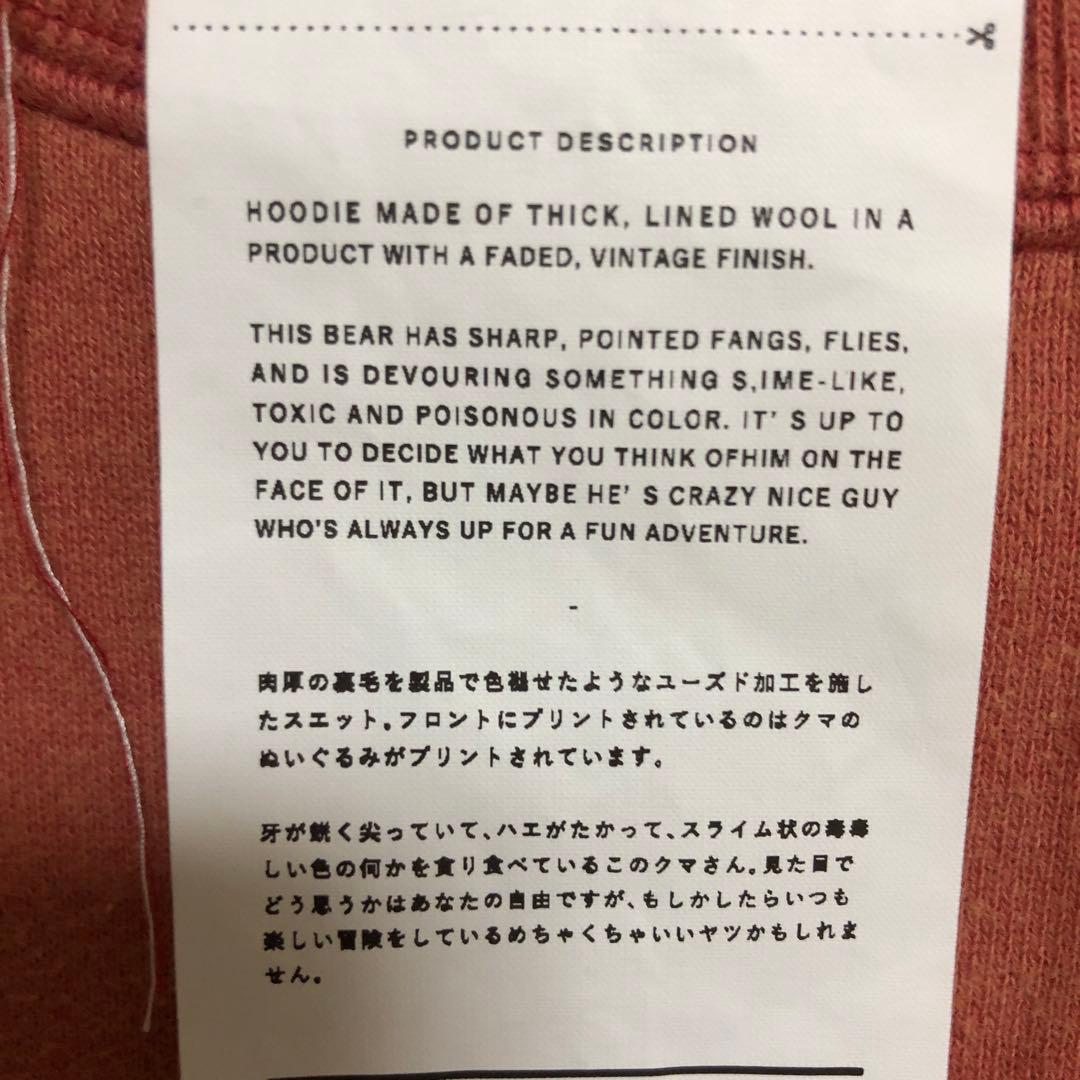 PRODUCT DESCRIPTION
HOODIE MADE OF THICK, LINED WOOL IN A
PRODUCT WITH A FADED, VINTAGE FINISH.
THIS BEAR HAS SHARP, POINTED FANGS, FLIES,
AND IS DEVOURING SOMETHING S,IME-LIKE,
TOXIC AND POISONOUS IN COLOR. IT' S UP TO
YOU TO DECIDE WHAT YOU THINK OFHIM ON THE
FACE OF IT, BUT MAYBE HE' S CRAZY NICE GUY
WHO'S ALWAYS UP FOR A FUN ADVENTURE.
-
肉厚の裏毛を製品で色褪せたようなユーズド加工を施し
たスエット。フロントにプリントされているのはクマの
ぬいぐるみがプリントされています。
牙が鋭く尖っていて、ハエがたかって、スライム状の毒毒
しい色の何かを貪り食べているこのクマさん。見た目で
どう思うかはあなたの自由ですが、もしかしたらいつも
楽しい冒険をしているめちゃくちゃいいヤツかもしれま
せん。